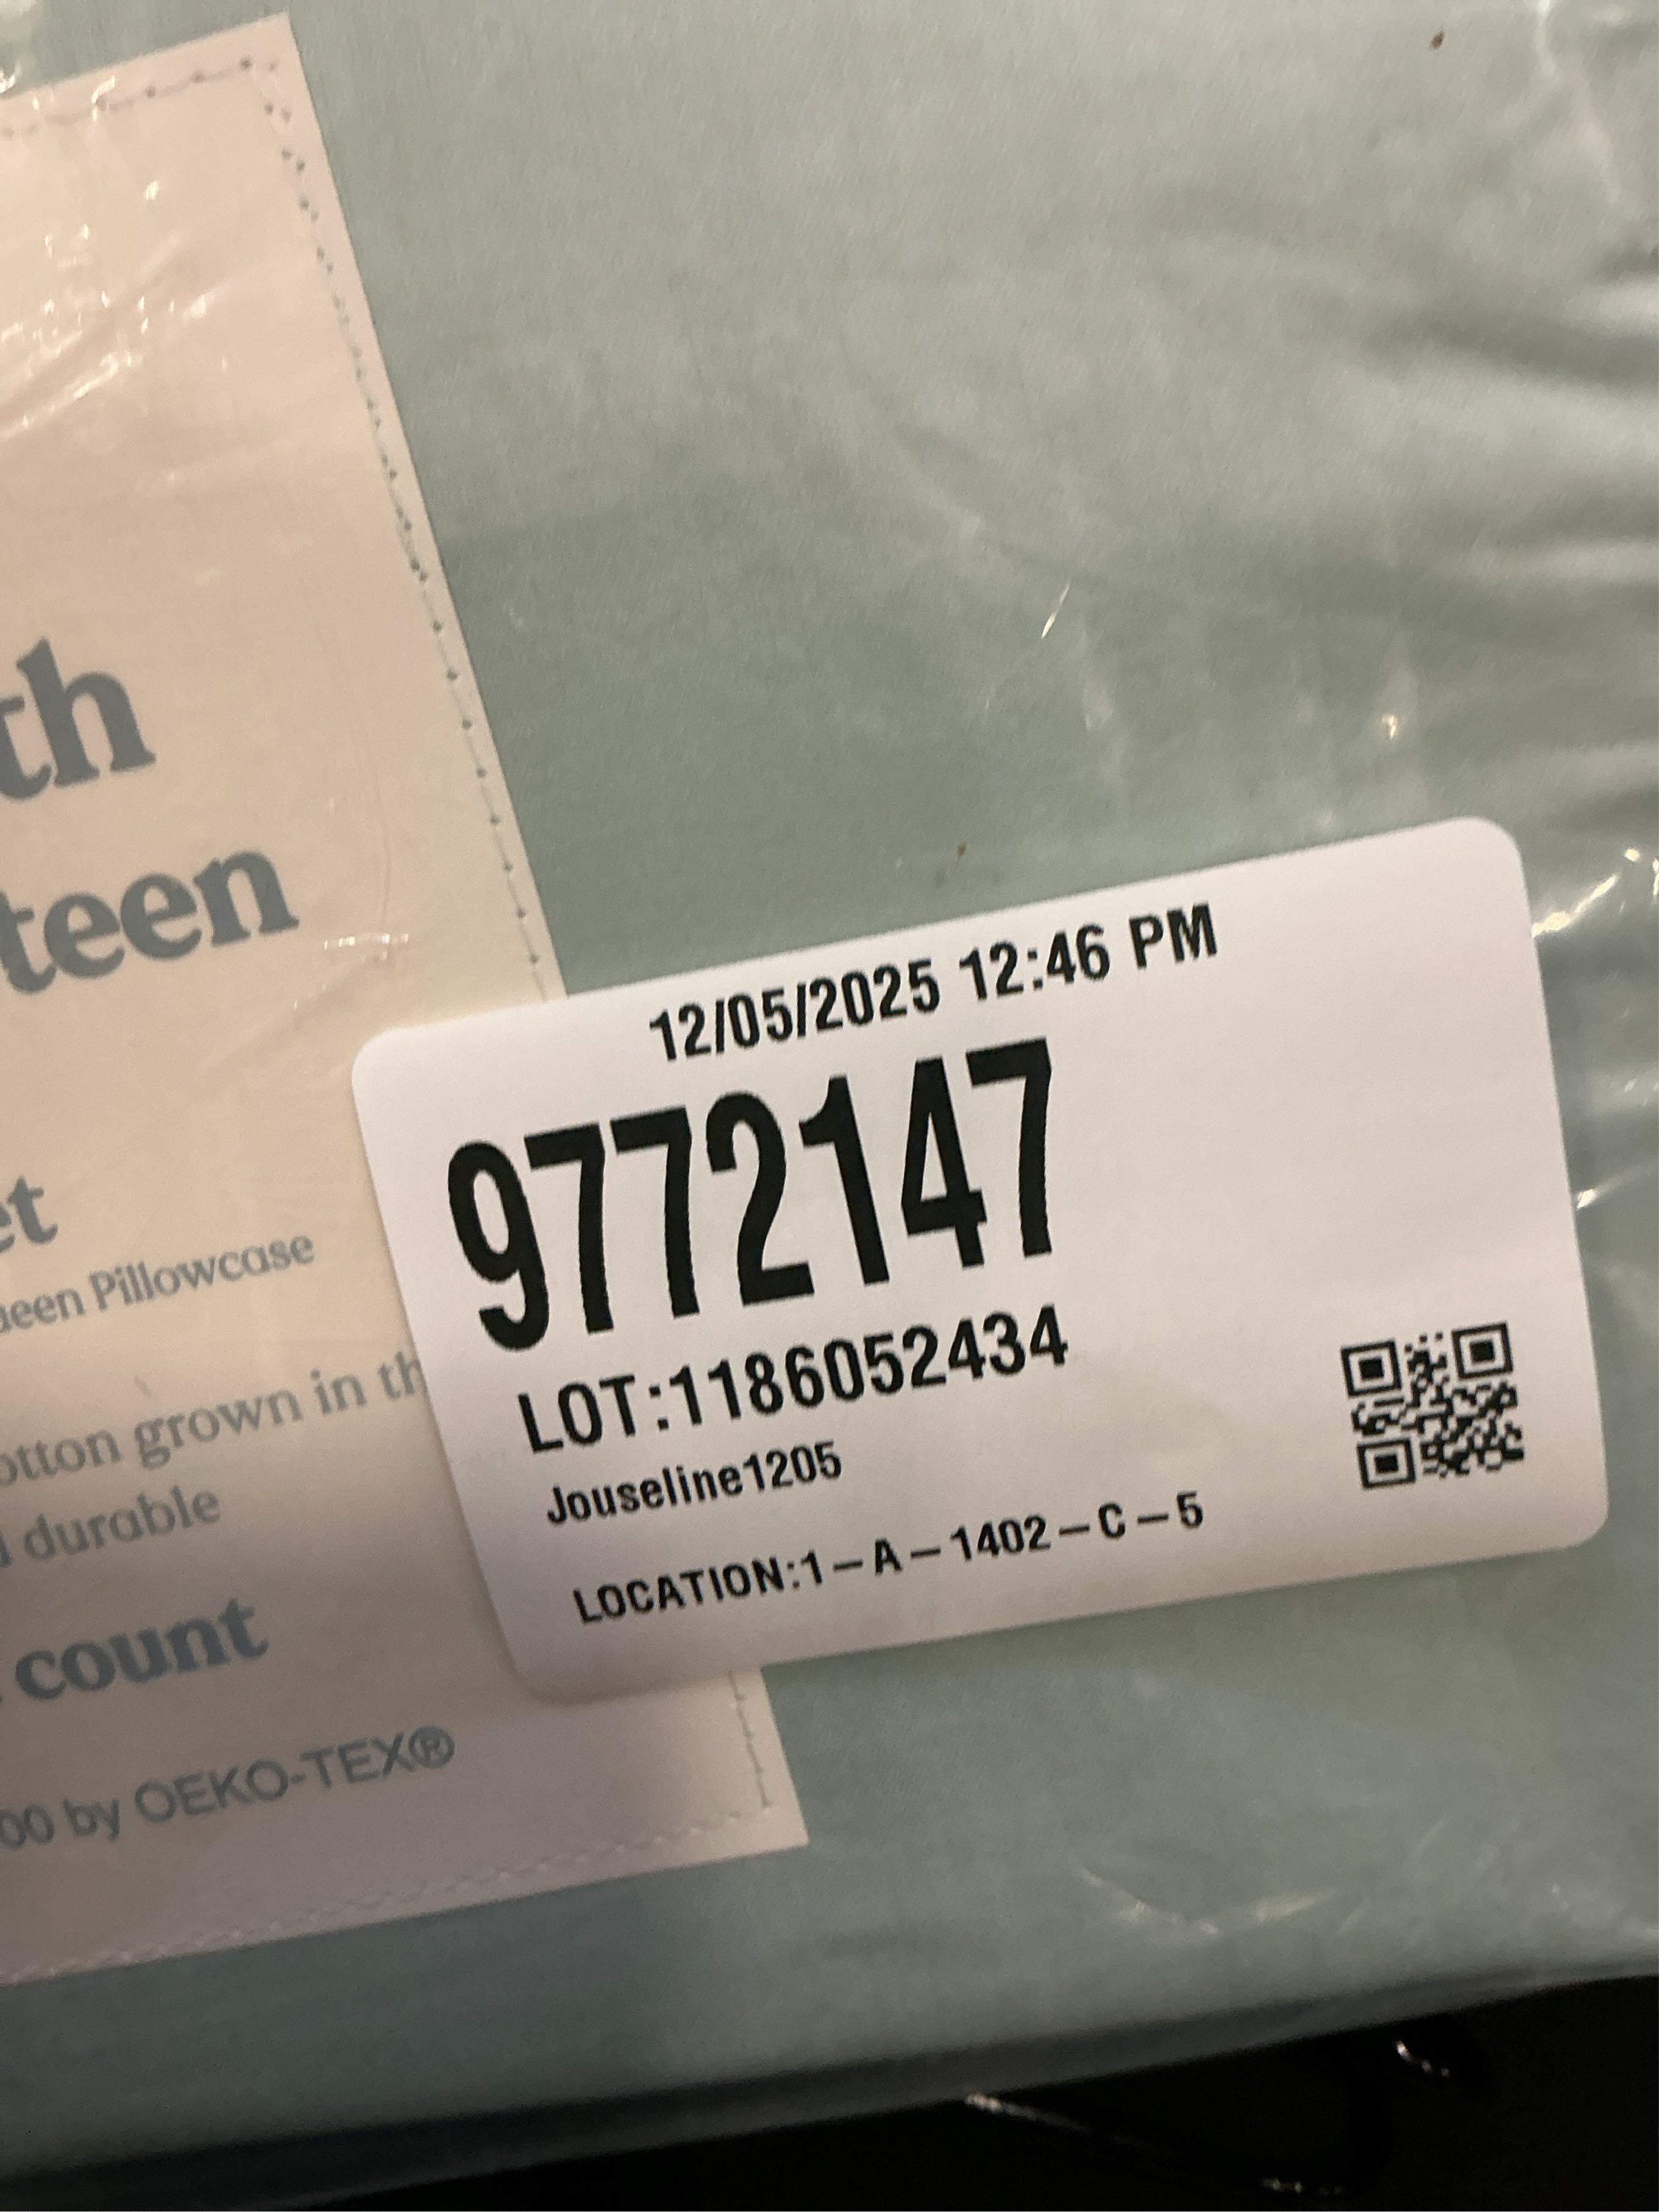 th
teen
et
ueen Pillowcase
otton grown in th
durable
count
00 by OEKO-TEX®
12/05/2025 12:46 PM
9772147
LOT:1186052434
Jouseline1205
LOCATION:1-A-1402-C-5